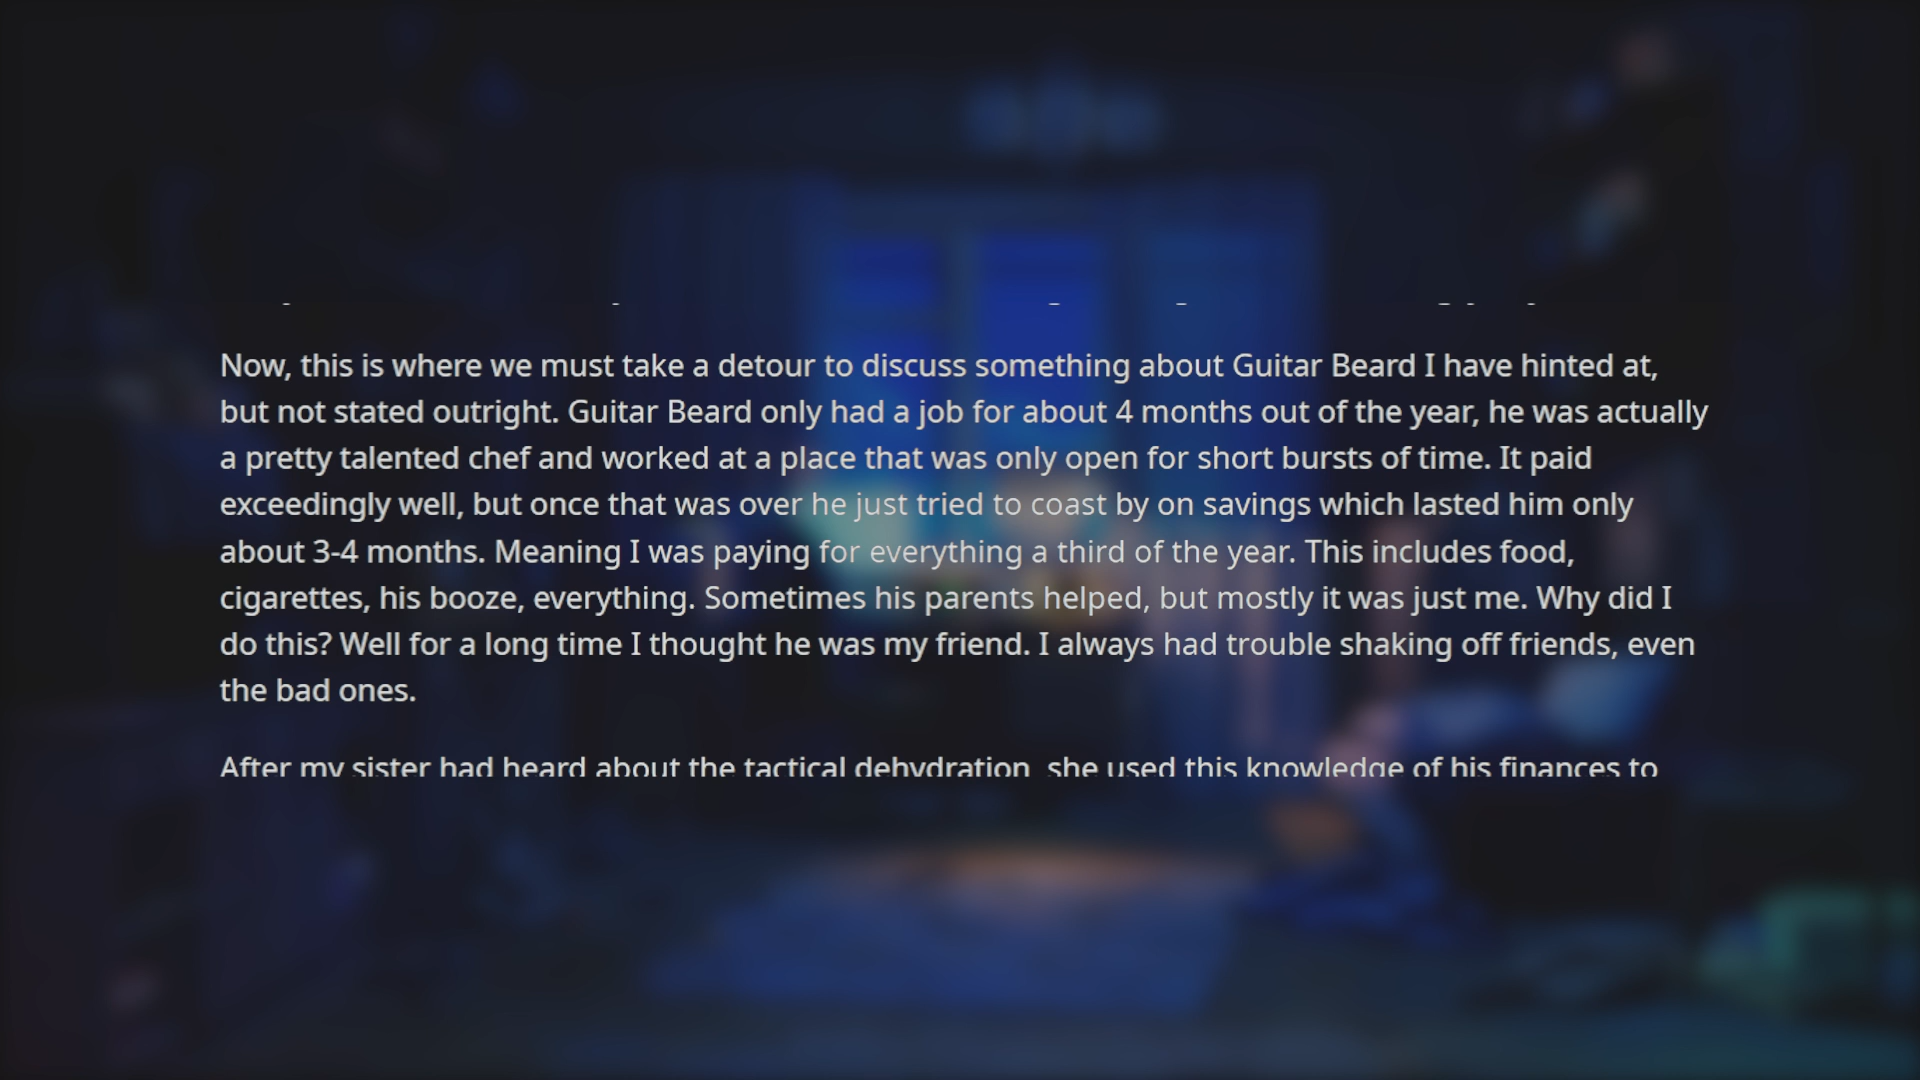 Now, this is where we must take a detour to discuss something about Guitar Beard I have hinted at,
but not stated outright. Guitar Beard only had a job for about 4 months out of the year, he was actually
a pretty talented chef and worked at a place that was only open for short bursts of time. It paid
exceedingly well, but once that was over he just tried to coast by on savings which lasted him only
about 3-4 months. Meaning I was paying for everything a third of the year. This includes food,
cigarettes, his booze, everything. Sometimes his parents helped, but mostly it was just me. Why did I
do this? Well for a long time I thought he was my friend. I always had trouble shaking off friends, even
the bad ones.
After my sister had heard about the tactical dehydration she used this knowledge of his finances to